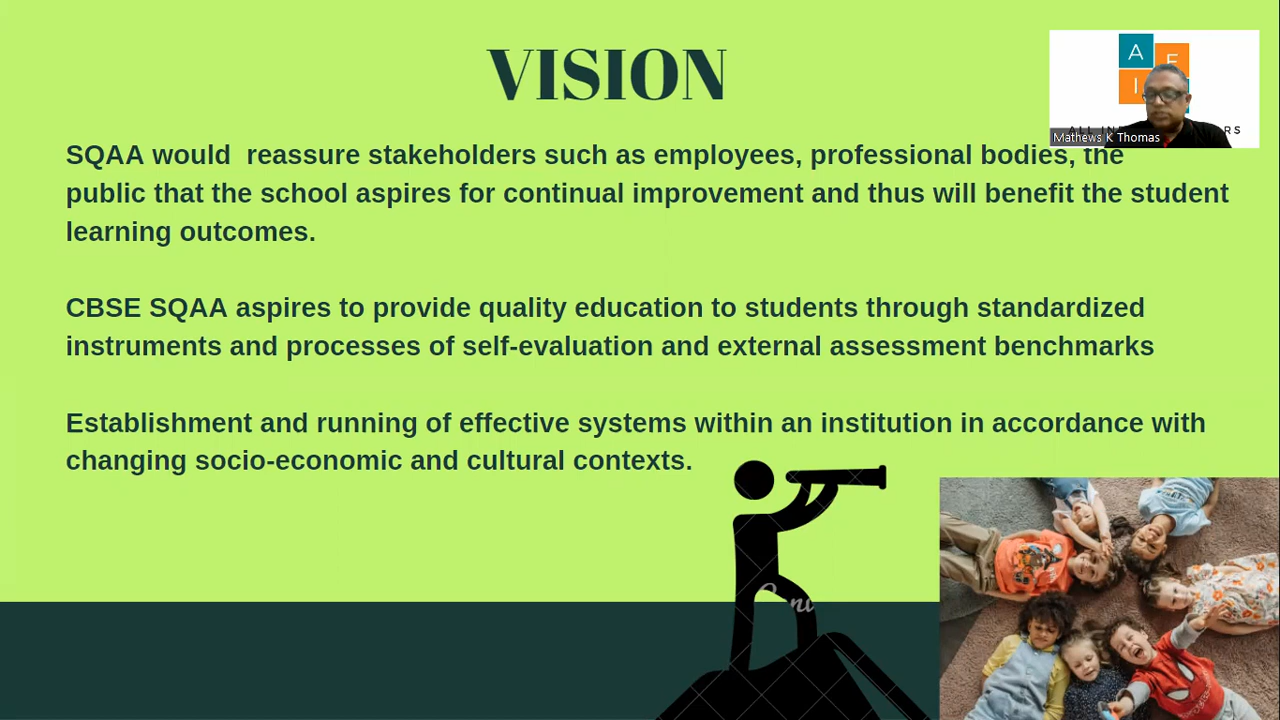 VISION
A E
I
Mathews K Thomas
SQAA would  reassure stakeholders such as employees, professional bodies, the
public that the school aspires for continual improvement and thus will benefit the student
learning outcomes.
CBSE SQAA aspires to provide quality education to students through standardized
instruments and processes of self-evaluation and external assessment benchmarks
Establishment and running of effective systems within an institution in accordance with
changing socio-economic and cultural contexts.